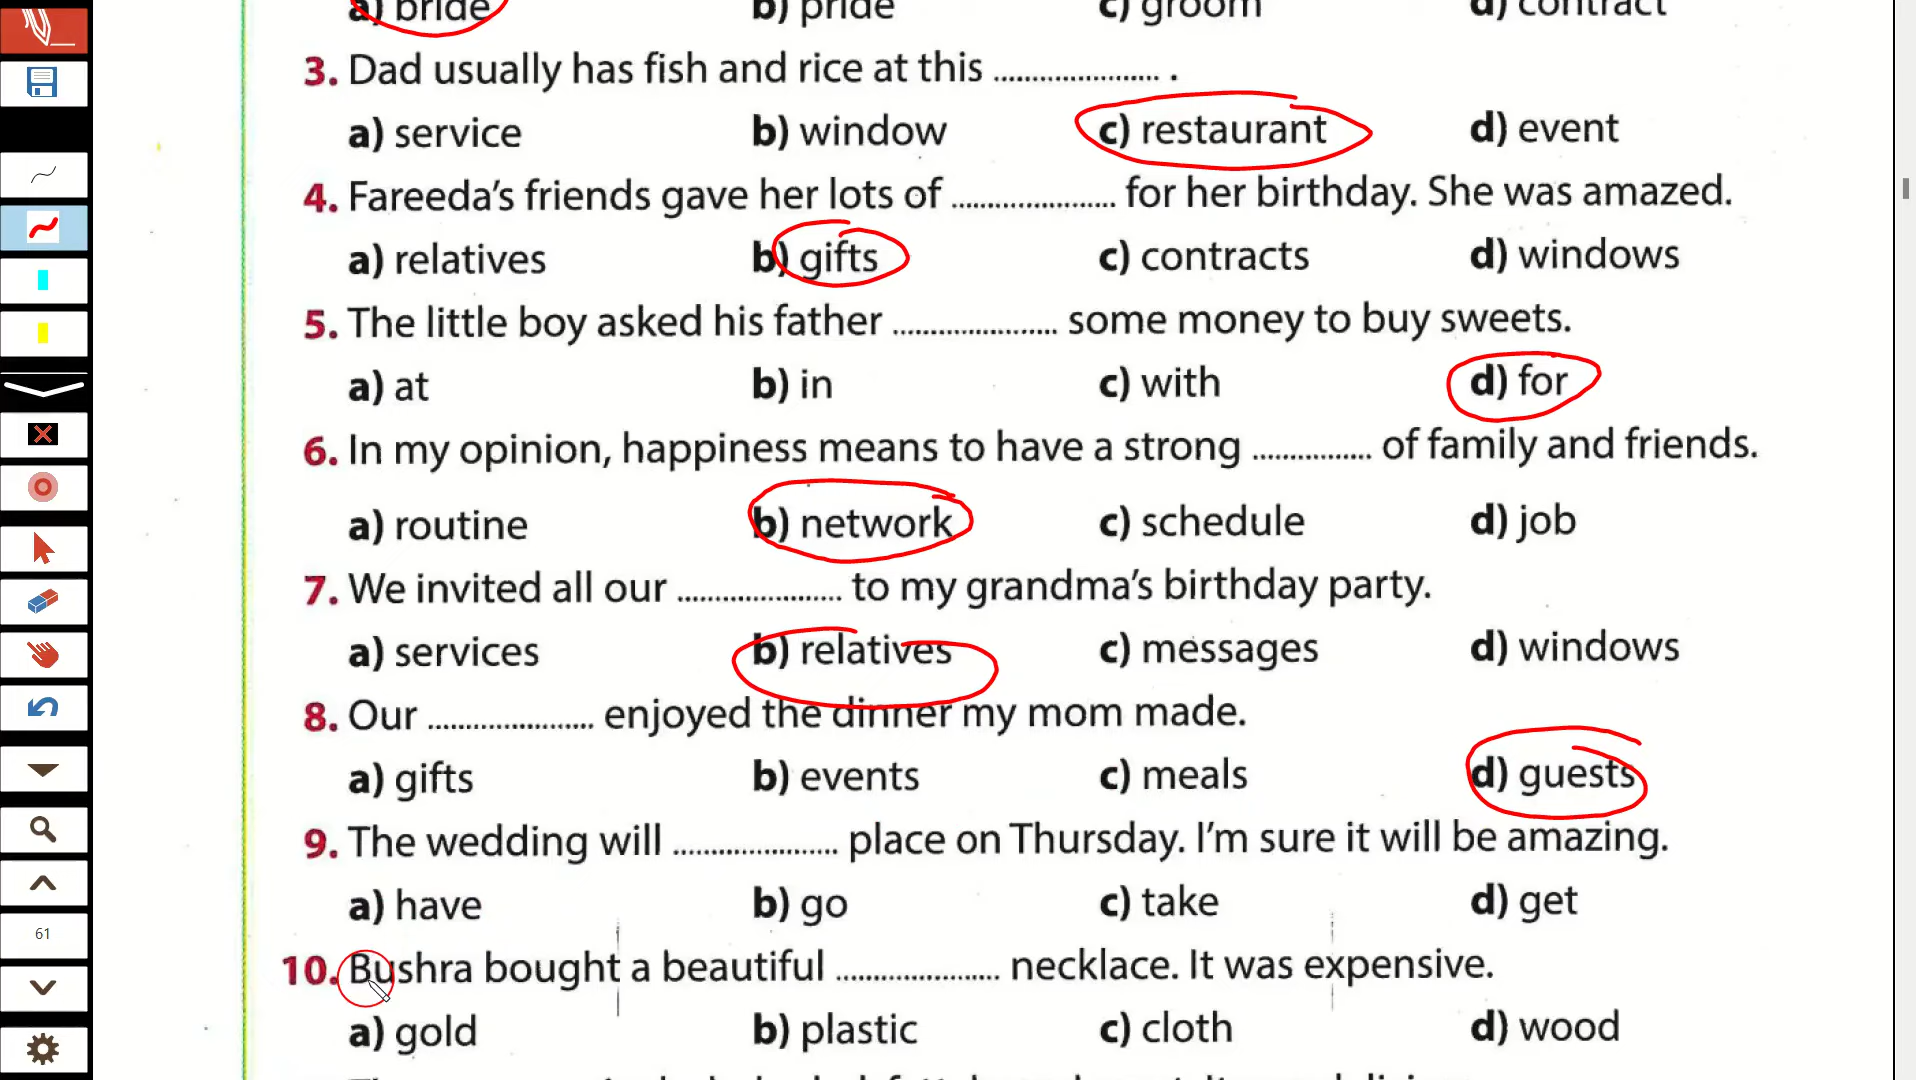 a) bride b) pride c) groom d) contract
3. Dad usually has fish and rice at this ...................... .
a) service b) window c) restaurant d) event
4. Fareeda's friends gave her lots of ...................... for her birthday. She was amazed.
a) relatives b) gifts c) contracts d) windows
5. The little boy asked his father ...................... some money to buy sweets.
a) at b) in c) with d) for
6. In my opinion, happiness means to have a strong ................ of family and friends.
a) routine b) network c) schedule d) job
7. We invited all our ...................... to my grandma's birthday party.
a) services b) relatives c) messages d) windows
8. Our ...................... enjoyed the dinner my mom made.
a) gifts b) events c) meals d) guests
9. The wedding will ...................... place on Thursday. I'm sure it will be amazing.
a) have b) go c) take d) get
61
10. Bushra bought a beautiful ...................... necklace. It was expensive.
a) gold b) plastic c) cloth d) wood